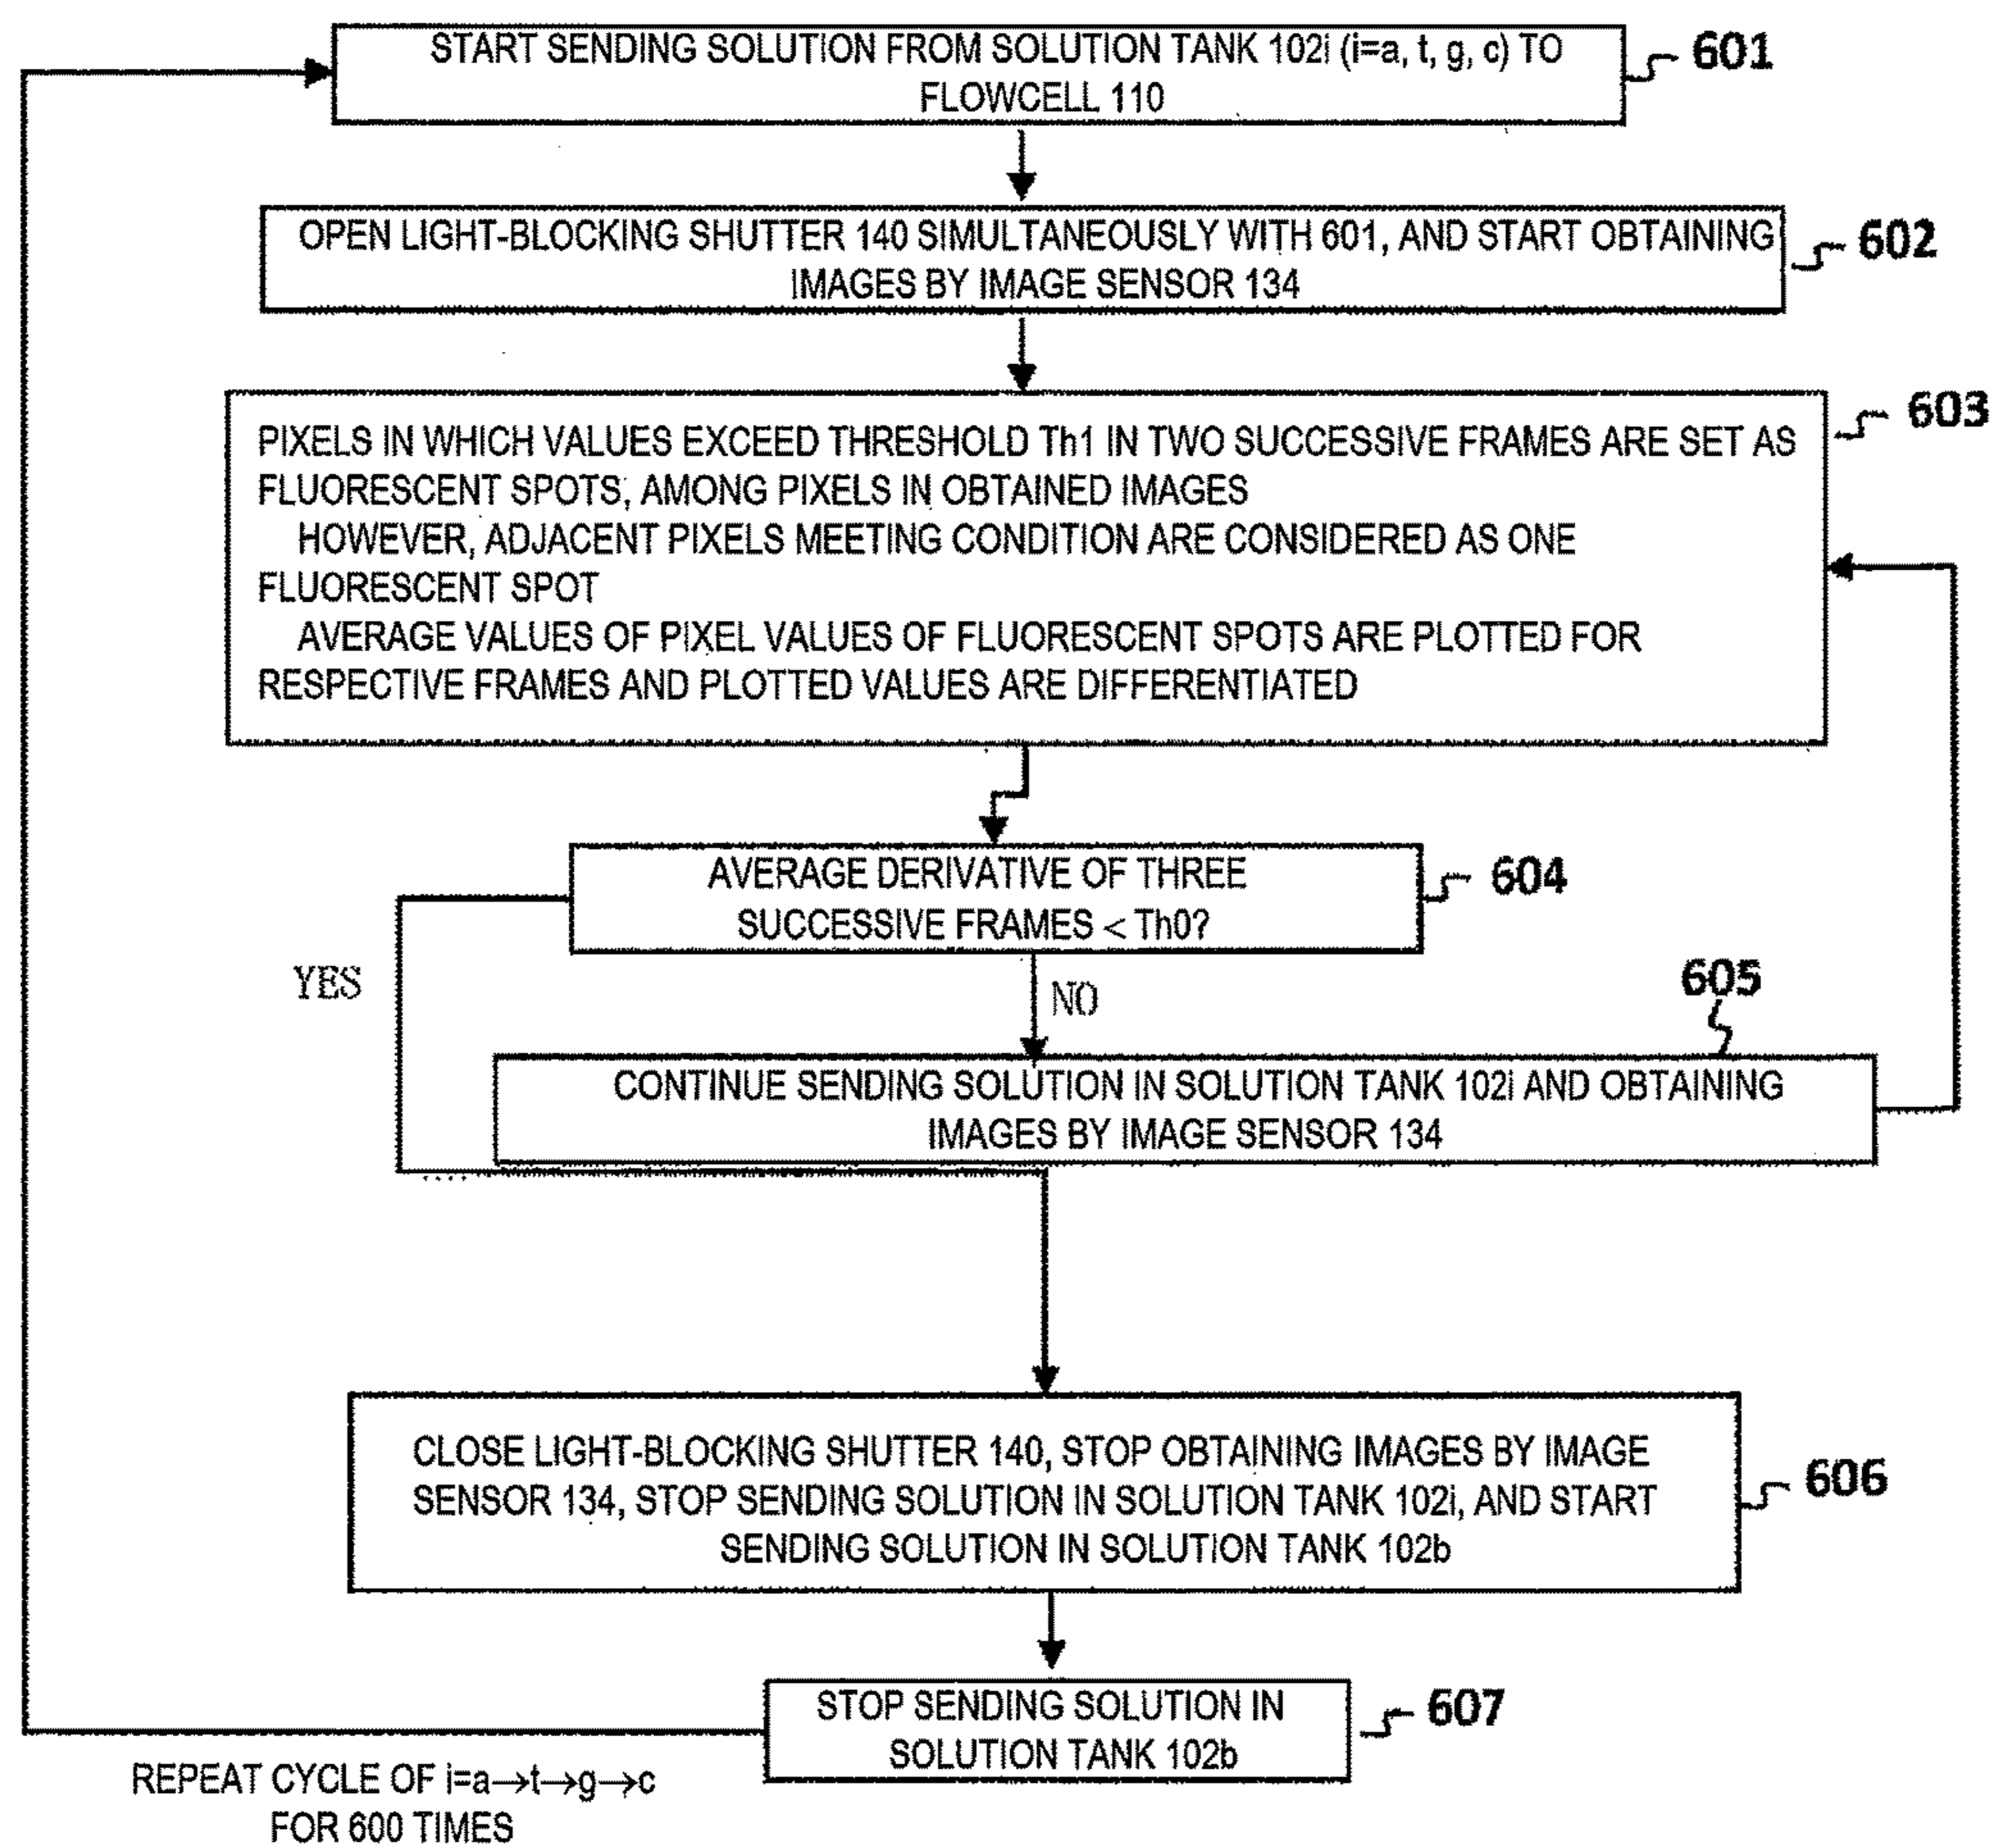 START SENDING SOLUTION FROM SOLUTION TANK 102i (i=a, t, g, c) TO
FLOWCELL 110
601
OPEN LIGHT-BLOCKING SHUTTER 140 SIMULTANEOUSLY WITH 601, AND START OBTAINING
IMAGES BY IMAGE SENSOR 134
602
PIXELS IN WHICH VALUES EXCEED THRESHOLD Th1 IN TWO SUCCESSIVE FRAMES ARE SET AS
FLUORESCENT SPOTS, AMONG PIXELS IN OBTAINED IMAGES
HOWEVER, ADJACENT PIXELS MEETING CONDITION ARE CONSIDERED AS ONE
FLUORESCENT SPOT
AVERAGE VALUES OF PIXEL VALUES OF FLUORESCENT SPOTS ARE PLOTTED FOR
RESPECTIVE FRAMES AND PLOTTED VALUES ARE DIFFERENTIATED
603
AVERAGE DERIVATIVE OF THREE
SUCCESSIVE FRAMES < Th0?
604
YES
NO
605
CONTINUE SENDING SOLUTION IN SOLUTION TANK 102i AND OBTAINING
IMAGES BY IMAGE SENSOR 134
CLOSE LIGHT-BLOCKING SHUTTER 140, STOP OBTAINING IMAGES BY IMAGE
SENSOR 134, STOP SENDING SOLUTION IN SOLUTION TANK 102i, AND START
SENDING SOLUTION IN SOLUTION TANK 102b
606
STOP SENDING SOLUTION IN
SOLUTION TANK 102b
607
REPEAT CYCLE OF i=a→t→g→c
FOR 600 TIMES